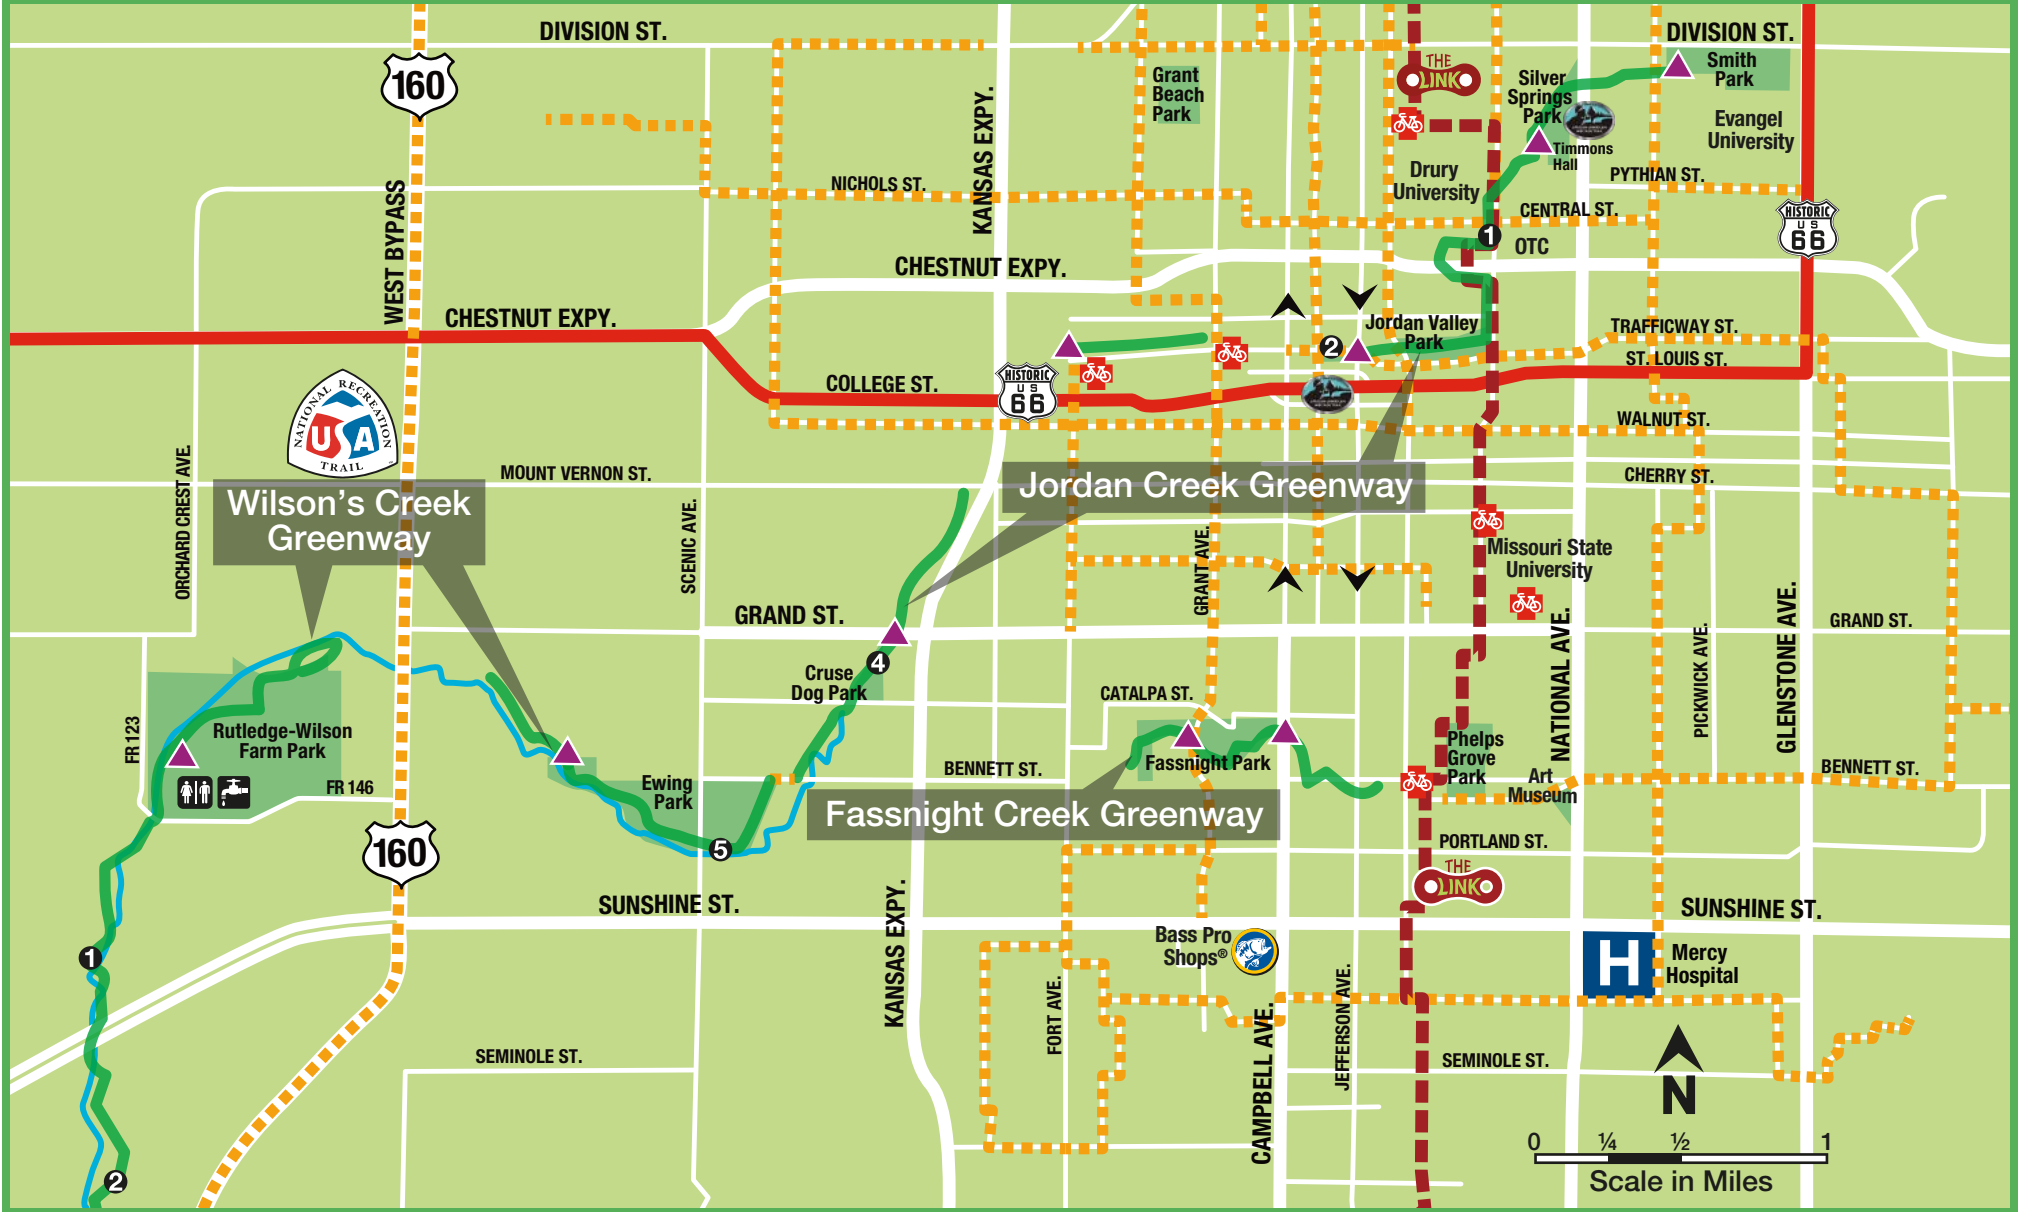 DIVISION ST.
DIVISION ST.
160
Grant
Beach
Park
THE
LINK
Silver
Springs
Park
Smith
Park
Timmons
Hall
Evangel
University
KANSAS EXPY.
WEST BYPASS
NICHOLS ST.
Drury
University
PYTHIAN ST.
CENTRAL ST.
HISTORIC
US
66
1
OTC
CHESTNUT EXPY.
CHESTNUT EXPY.
Jordan Valley
Park
2
TRAFFICWAY ST.
ST. LOUIS ST.
COLLEGE ST.
HISTORIC
US
66
NATIONAL RECREATION
USA
TRAIL
WALNUT ST.
ORCHARD CREST AVE.
MOUNT VERNON ST.
CHERRY ST.
Wilson's Creek
Greenway
Jordan Creek Greenway
SCENIC AVE.
GRANT AVE.
Missouri State
University
GRAND ST.
GRAND ST.
NATIONAL AVE.
PICKWICK AVE.
GLENSTONE AVE.
4
Cruse
Dog Park
CATALPA ST.
FR 123
Rutledge-Wilson
Farm Park
FR 146
Ewing
Park
BENNETT ST.
Fassnight Park
Phelps
Grove
Park
Art
Museum
BENNETT ST.
Fassnight Creek Greenway
160
5
PORTLAND ST.
THE
LINK
SUNSHINE ST.
SUNSHINE ST.
KANSAS EXPY.
Bass Pro
Shops®
H
Mercy
Hospital
1
FORT AVE.
CAMPBELL AVE.
JEFFERSON AVE.
SEMINOLE ST.
SEMINOLE ST.
N
2
0 ¼ ½ 1
Scale in Miles